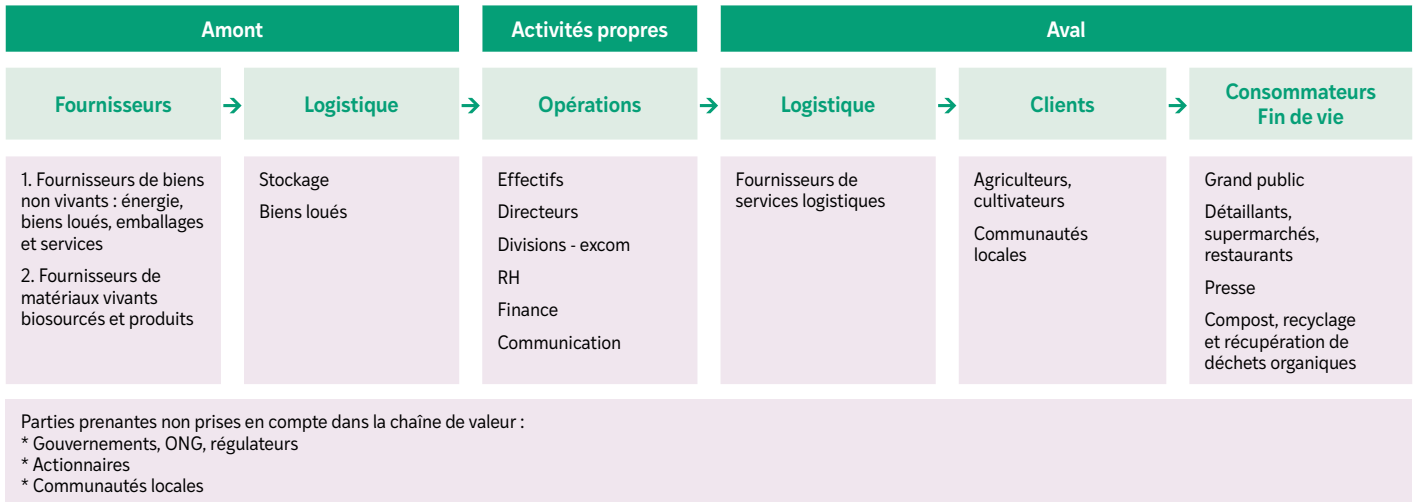 Amont
Activités propres
Aval
Fournisseurs
Logistique
Opérations
Logistique
Clients
Consommateurs
Fin de vie
1. Fournisseurs de biens
non vivants : énergie,
biens loués, emballages
et services
2. Fournisseurs de
matériaux vivants
biosourcés et produits
Stockage
Biens loués
Effectifs
Directeurs
Divisions - excom
RH
Finance
Communication
Fournisseurs de
services logistiques
Agriculteurs,
cultivateurs
Communautés
locales
Grand public
Détaillants,
supermarchés,
restaurants
Presse
Compost, recyclage
et récupération de
déchets organiques
Parties prenantes non prises en compte dans la chaîne de valeur :
* Gouvernements, ONG, régulateurs
* Actionnaires
* Communautés locales